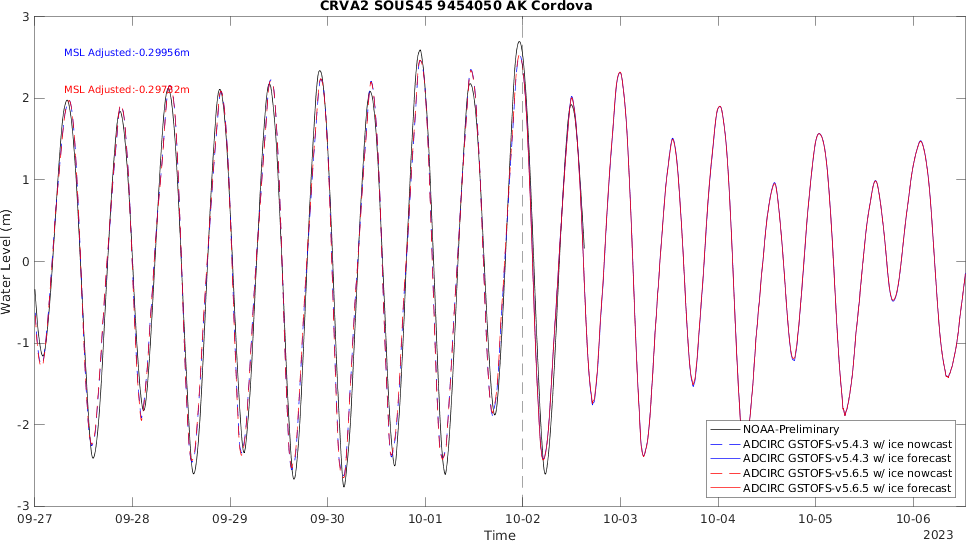 CRVA2 SOUS45 9454050 AK Cordova
3
2
1
0
-1
-2
-3
Water Level (m)
MSL Adjusted:-0.29956m
MSL Adjusted:-0.29732m
NOAA-Preliminary
ADCIRC GSTOFS-v5.4.3 w/ ice nowcast
ADCIRC GSTOFS-v5.4.3 w/ ice forecast
ADCIRC GSTOFS-v5.6.5 w/ ice nowcast
ADCIRC GSTOFS-v5.6.5 w/ ice forecast
09-27 09-28 09-29 09-30 10-01 10-02 10-03 10-04 10-05 10-06
Time
2023